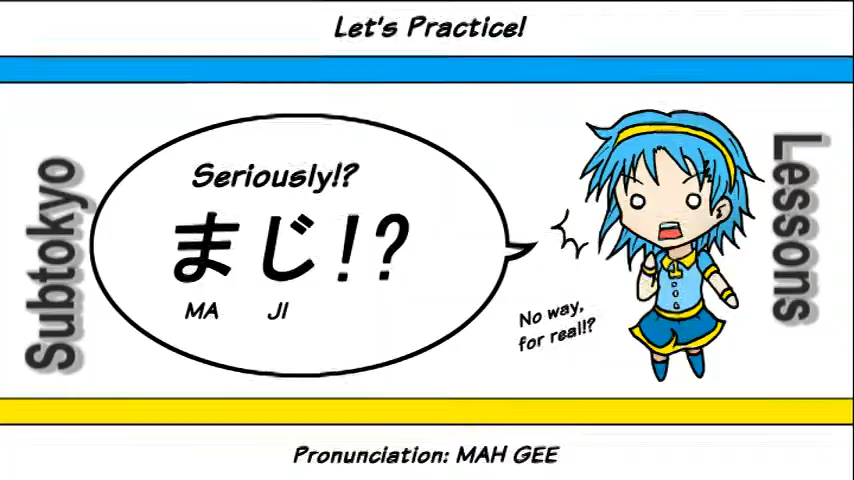 Let's Practice!
Subtokyo
Seriously!?
まじ!?
MA JI
No way,
for real!?
Lessons
Pronunciation: MAH GEE